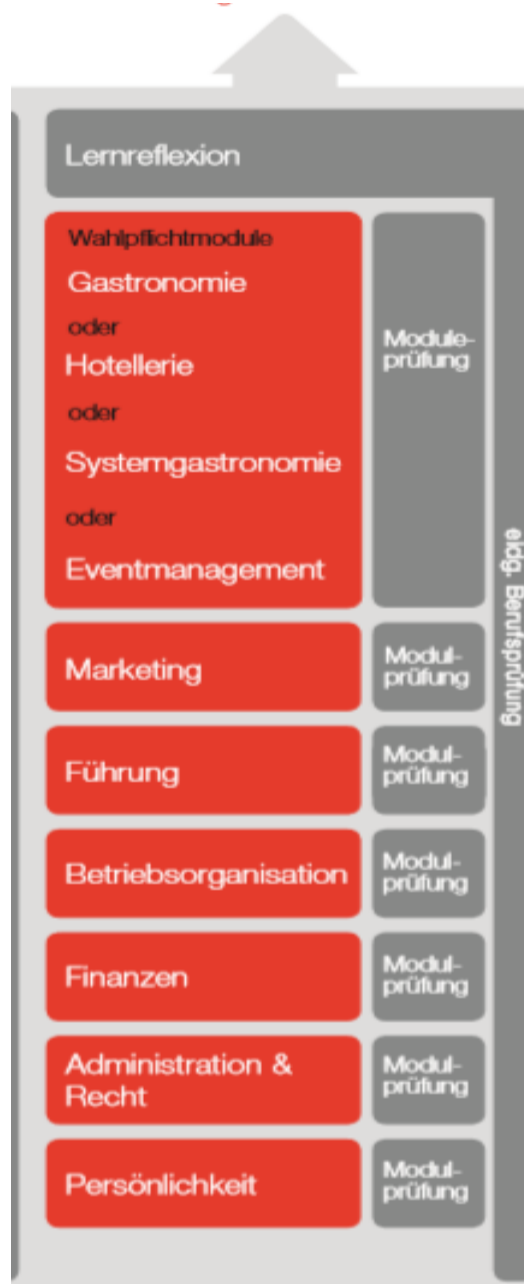 Lernreflexion
Wahlpflichtmodule
Gastronomie
oder
Hotellerie
oder
Systemgastronomie
oder
Eventmanagement
Module-
prüfung
Marketing
Modul-
prüfung
Führung
Modul-
prüfung
Betriebsorganisation
Modul-
prüfung
Finanzen
Modul-
prüfung
Administration &
Recht
Modul-
prüfung
Persönlichkeit
Modul-
prüfung
eidg. Berufsprüfung